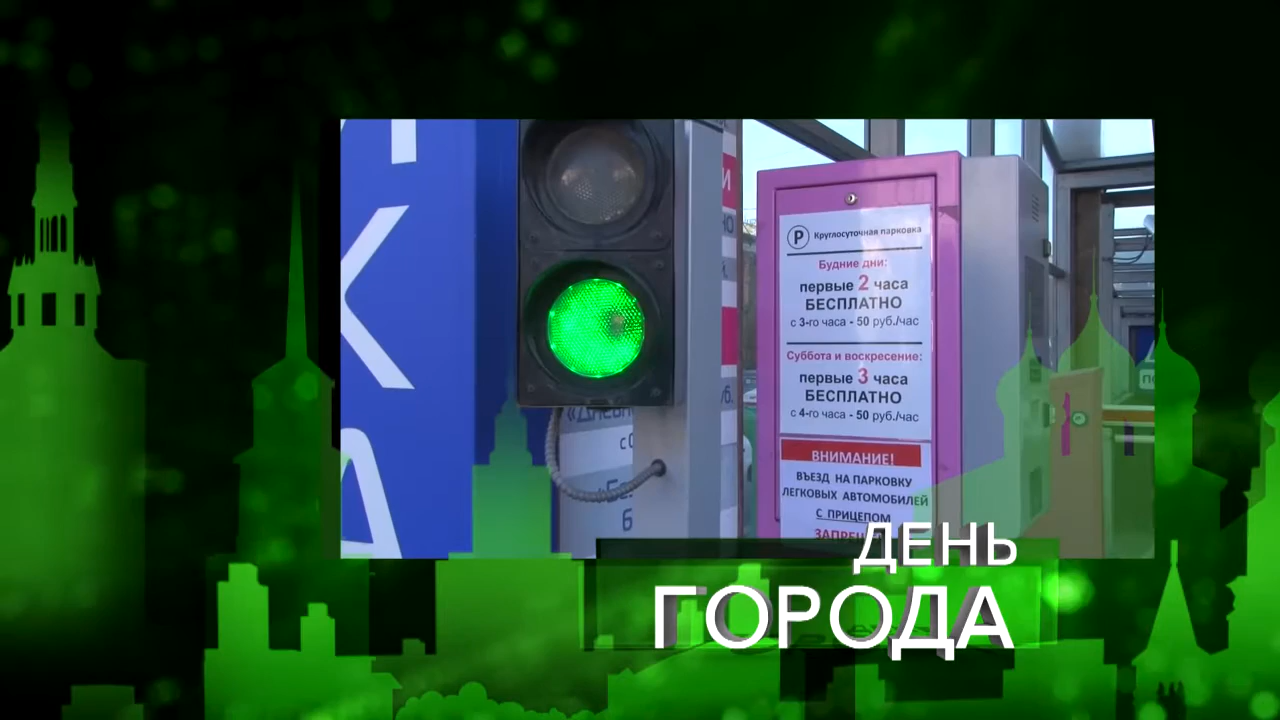 К
А
Р Круглосуточная парковка
Будние дни:
первые 2 часа
БЕСПЛАТНО
с 3-го часа - 50 руб./час
Суббота и воскресение:
первые 3 часа
БЕСПЛАТНО
с 4-го часа - 50 руб./час
ВНИМАНИЕ!
ВЪЕЗД НА ПАРКОВКУ
ЛЕГКОВЫХ АВТОМОБИЛЕЙ
С ПРИЦЕПОМ
ДЕНЬ
ГОРОДА